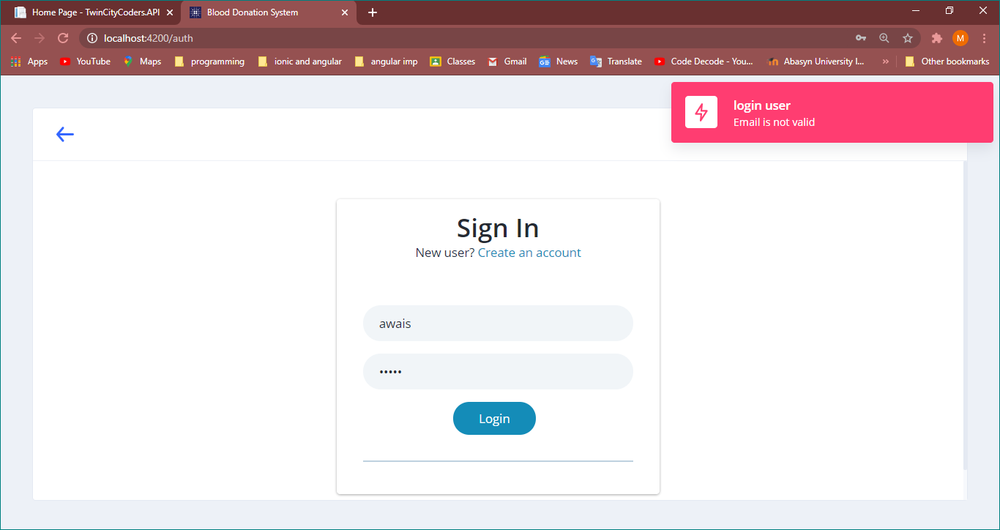 Home Page - TwinCityCoders.API
Blood Donation System
localhost:4200/auth
M
Apps
YouTube
Maps
programming
ionic and angular
angular imp
Classes
Gmail
News
Translate
Code Decode - You...
Abasyn University I...
»
Other bookmarks
login user
Email is not valid
Sign In
New user? Create an account
awais
•••••
Login